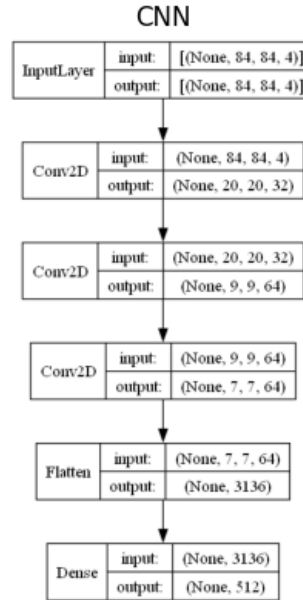 CNN
InputLayer
input: [(None, 84, 84, 4)]
output: [(None, 84, 84, 4)]
Conv2D
input: (None, 84, 84, 4)
output: (None, 20, 20, 32)
Conv2D
input: (None, 20, 20, 32)
output: (None, 9, 9, 64)
Conv2D
input: (None, 9, 9, 64)
output: (None, 7, 7, 64)
Flatten
input: (None, 7, 7, 64)
output: (None, 3136)
Dense
input: (None, 3136)
output: (None, 512)